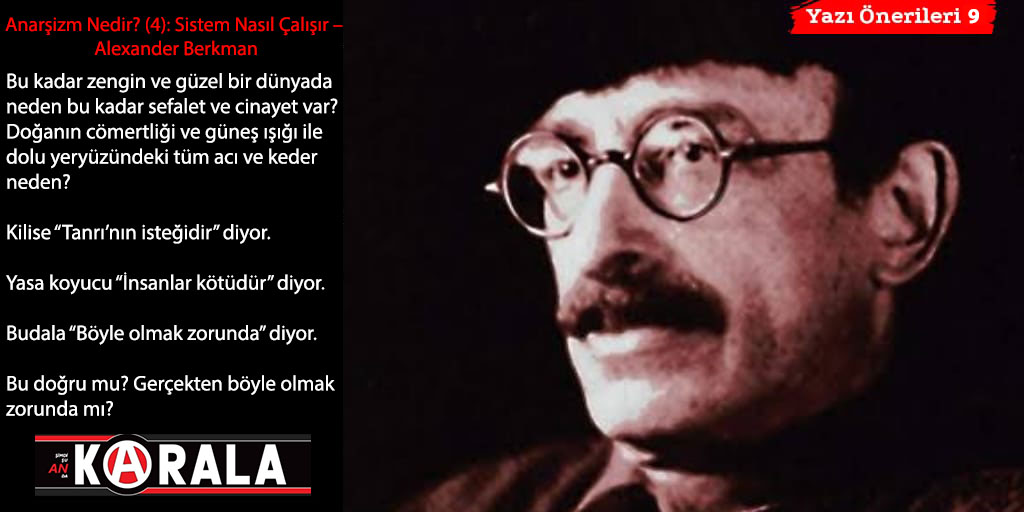 Yazı Önerileri 9
Anarşizm Nedir? (4): Sistem Nasıl Çalışır –
Alexander Berkman
Bu kadar zengin ve güzel bir dünyada
neden bu kadar sefalet ve cinayet var?
Doğanın cömertliği ve güneş ışığı ile
dolu yeryüzündeki tüm acı ve keder
neden?
Kilise “Tanrı’nın isteğidir” diyor.
Yasa koyucu “İnsanlar kötüdür” diyor.
Budala “Böyle olmak zorunda” diyor.
Bu doğru mu? Gerçekten böyle olmak
zorunda mı?
ŞİMDİ
ŞU
ANDA
KARALA